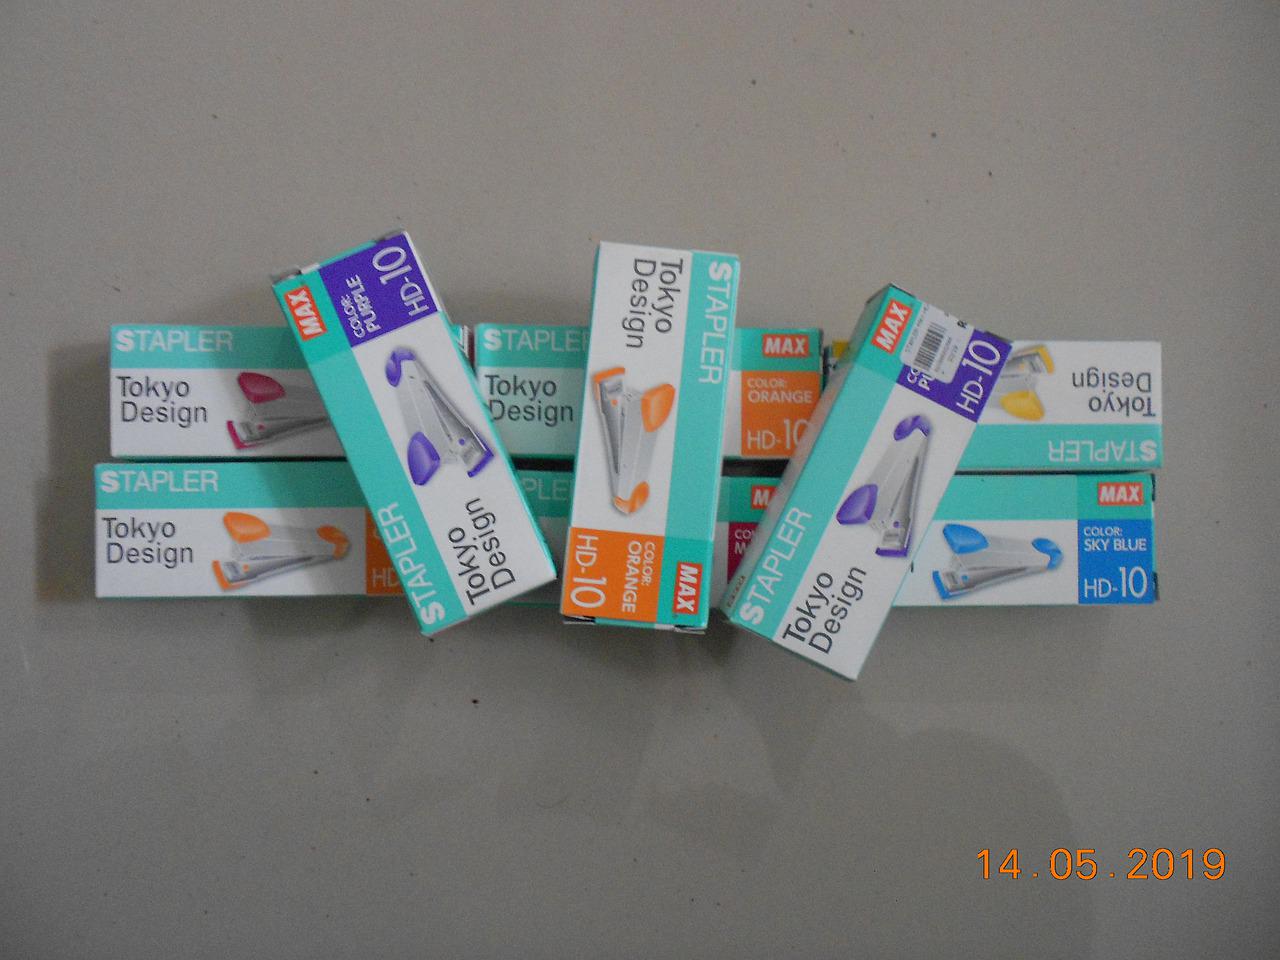 STAPLER
Tokyo
Design
MAX
COLOR:
PURPLE
HD-10
STAPLER
Tokyo
Design
STAPLER
Tokyo
Design
MAX
COLOR:
ORANGE
HD-10
STAPLER
Tokyo
Design
MAX
COLOR:
ORANGE
HD-10
MAX
HD-10
STAPLER
Tokyo
Design
STAPLER
Tokyo
Design
STAPLER
Tokyo
Design
HD
MAX
MAX
COLOR:
SKY BLUE
HD-10
14.05.2019